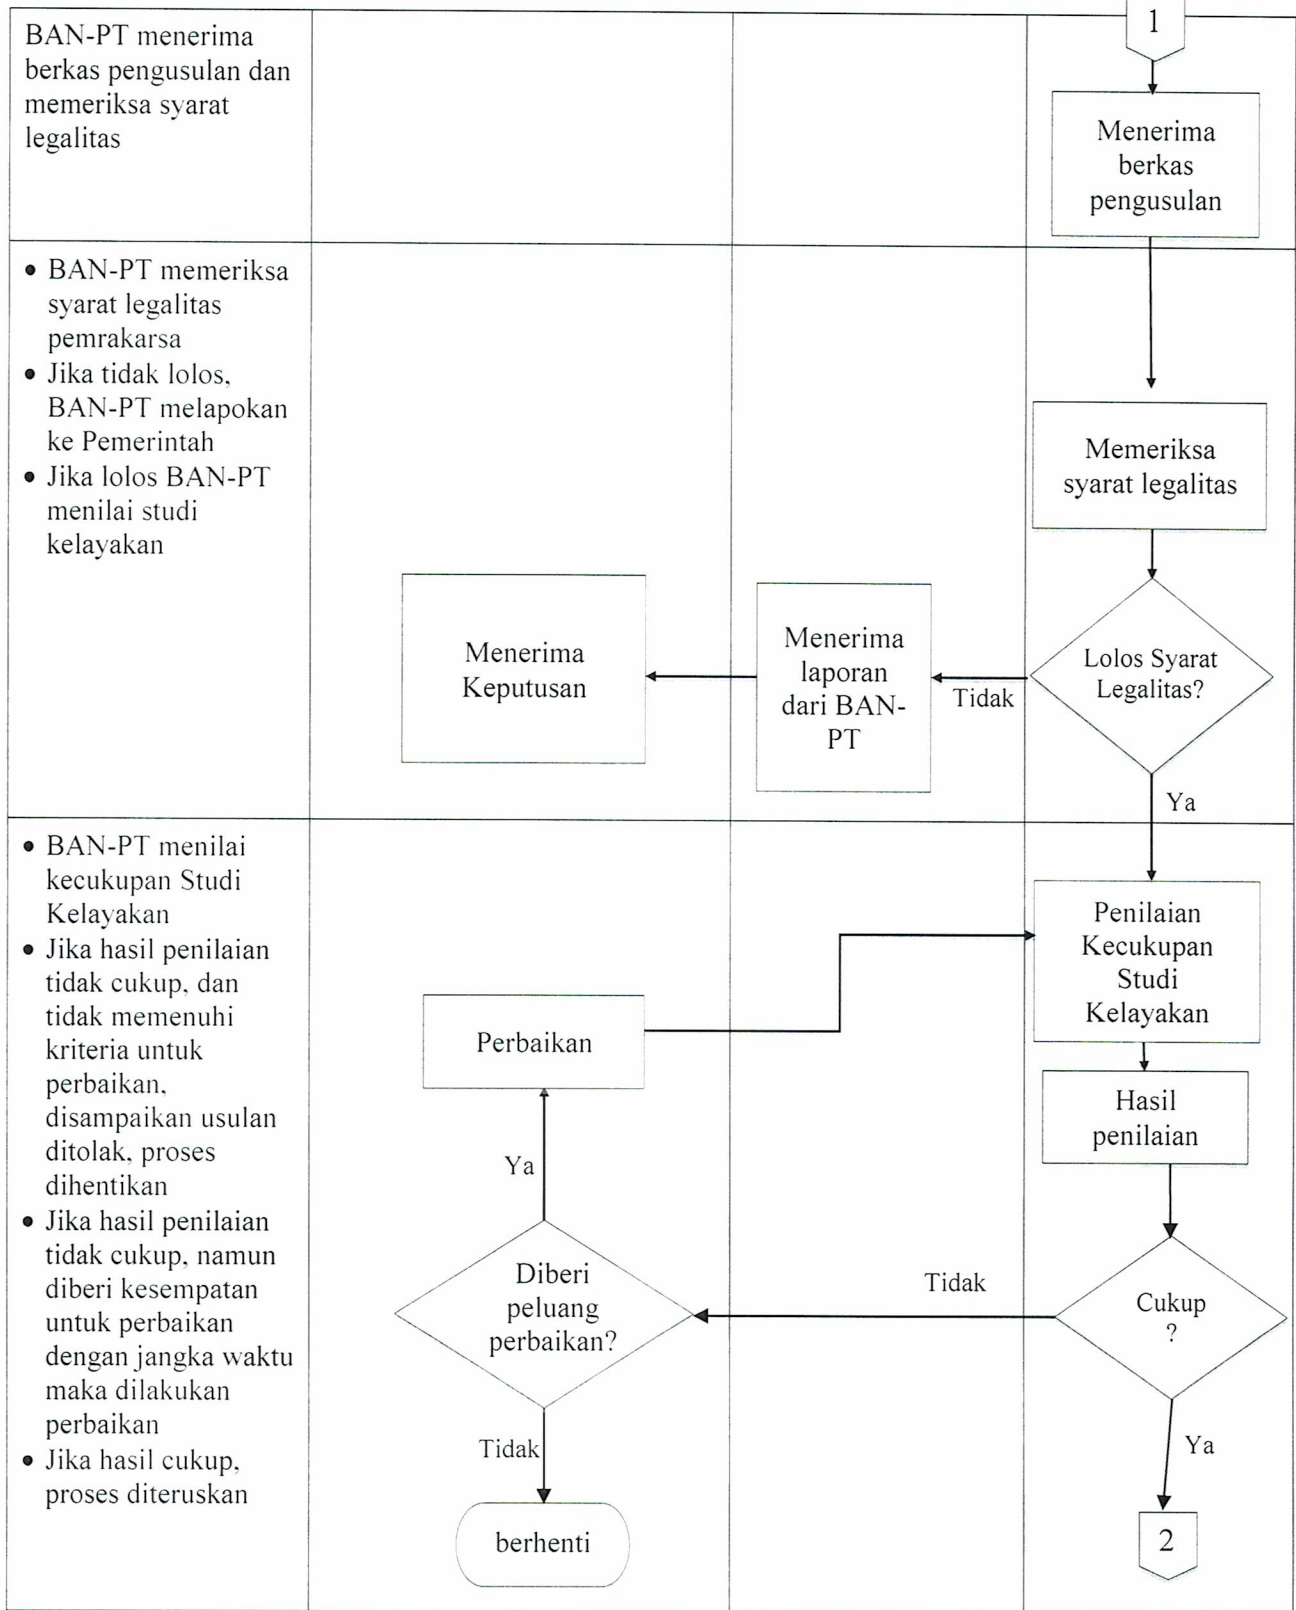 1
BAN-PT menerima
berkas pengusulan dan
memeriksa syarat
legalitas
Menerima
berkas
pengusulan
• BAN-PT memeriksa
syarat legalitas
pemrakarsa
• Jika tidak lolos,
BAN-PT melapokan
ke Pemerintah
• Jika lolos BAN-PT
menilai studi
kelayakan
Memeriksa
syarat legalitas
Menerima
Keputusan
Menerima
laporan
dari BAN-
PT
Tidak
Lolos Syarat
Legalitas?
Ya
• BAN-PT menilai
kecukupan Studi
Kelayakan
• Jika hasil penilaian
tidak cukup, dan
tidak memenuhi
kriteria untuk
perbaikan,
disampaikan usulan
ditolak, proses
dihentikan
• Jika hasil penilaian
tidak cukup, namun
diberi kesempatan
untuk perbaikan
dengan jangka waktu
maka dilakukan
perbaikan
• Jika hasil cukup,
proses diteruskan
Penilaian
Kecukupan
Studi
Kelayakan
Perbaikan
Hasil
penilaian
Ya
Diberi
peluang
perbaikan?
Tidak
Cukup
?
Tidak
Ya
berhenti
2